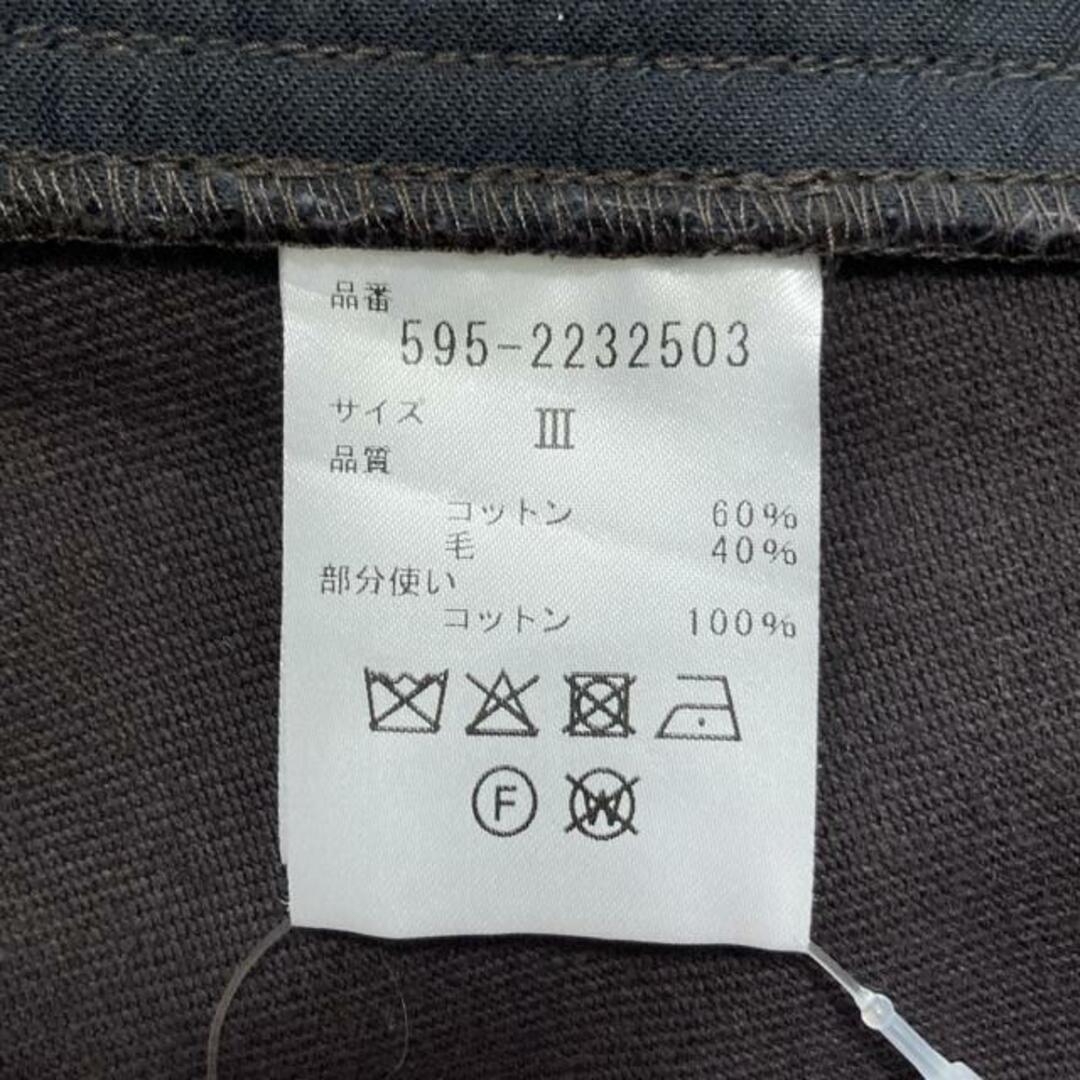 品番
595-2232503
サイズ Ⅲ
品質
コットン 60%
毛 40%
部分使い
コットン 100%
F W